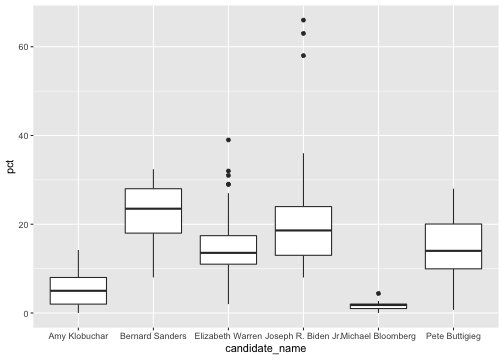 60
40
20
0
pct
Amy Klobuchar Bernard Sanders Elizabeth Warren Joseph R. Biden Jr. Michael Bloomberg Pete Buttigieg
candidate_name